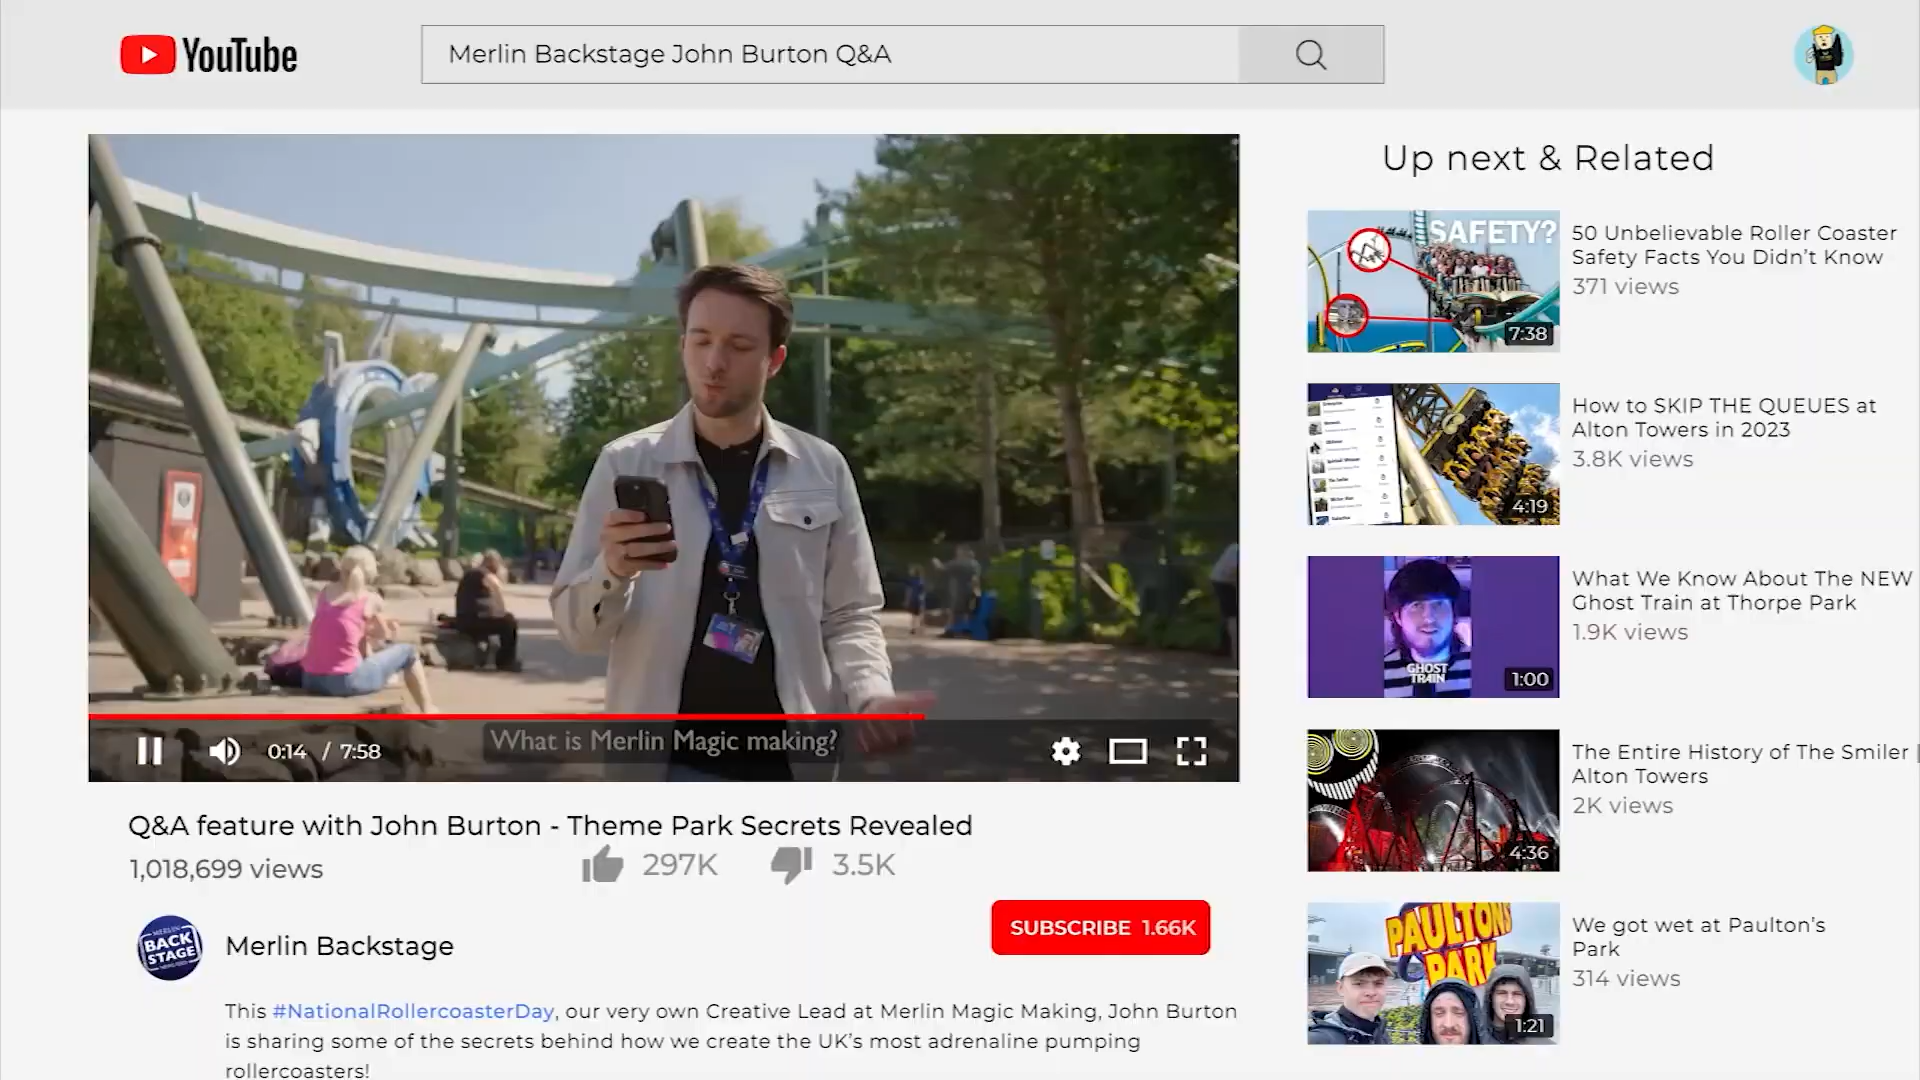 YouTube
Merlin Backstage John Burton Q&A
What is Merlin Magic making?
0:14 / 7:58
Q&A feature with John Burton - Theme Park Secrets Revealed
1,018,699 views
297K
3.5K
MERLIN
BACK
STAGE
Merlin Backstage
SUBSCRIBE 1.66K
This #NationalRollercoasterDay, our very own Creative Lead at Merlin Magic Making, John Burton
is sharing some of the secrets behind how we create the UK's most adrenaline pumping
rollercoasters!
Up next & Related
SAFETY?
7:38
50 Unbelievable Roller Coaster
Safety Facts You Didn't Know
371 views
4:19
How to SKIP THE QUEUES at
Alton Towers in 2023
3.8K views
GHOST
TRAIN
1:00
What We Know About The NEW
Ghost Train at Thorpe Park
1.9K views
4:36
The Entire History of The Smiler |
Alton Towers
2K views
PAULTONS
PARK
1:21
We got wet at Paulton's
Park
314 views